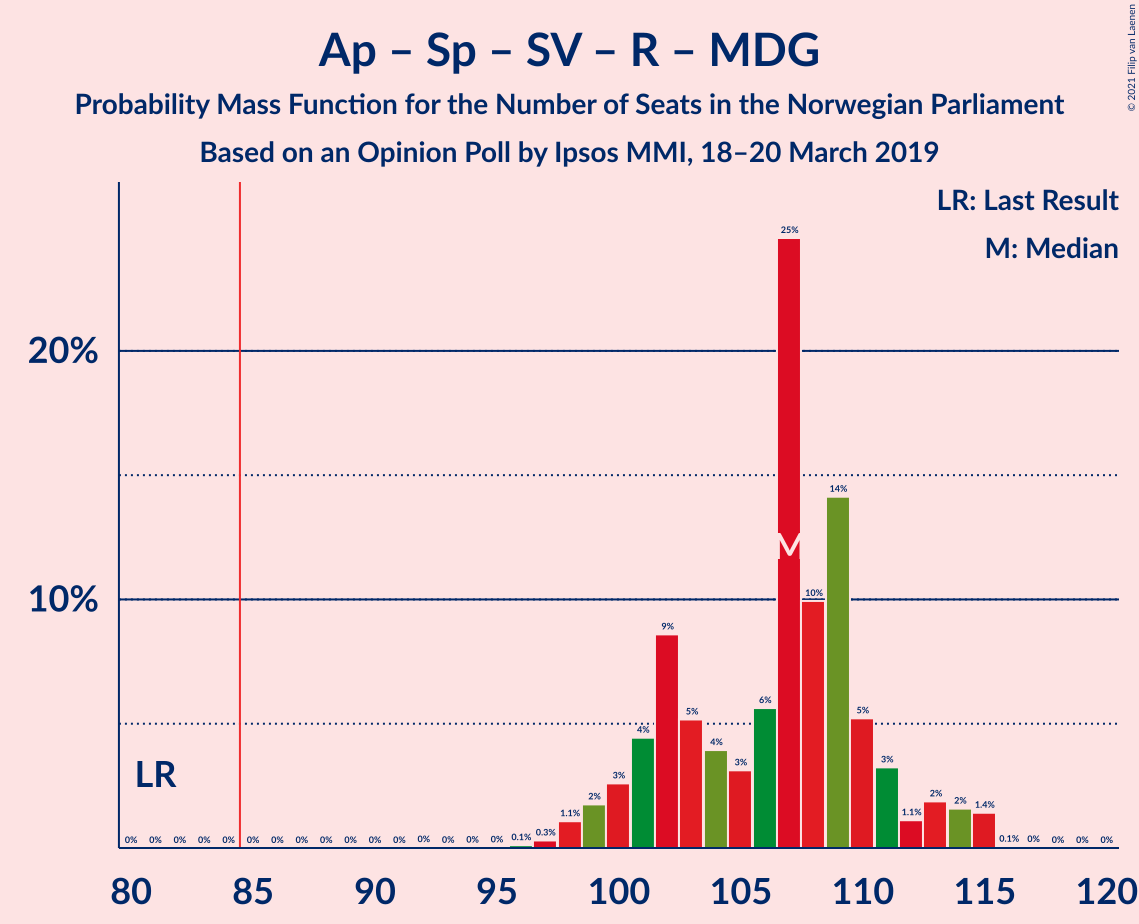 Ap – Sp – SV – R – MDG
Probability Mass Function for the Number of Seats in the Norwegian Parliament
Based on an Opinion Poll by Ipsos MMI, 18–20 March 2019
© 2021 Filip van Laenen
LR: Last Result
M: Median
20%
10%
LR
M
0% 0% 0% 0% 0% 0% 0% 0% 0% 0% 0% 0% 0% 0% 0% 0% 0.1% 0.3% 1.1% 2% 3% 4% 9% 5% 4% 3% 6% 25% 10% 14% 5% 3% 1.1% 2% 2% 1.4% 0.1% 0% 0% 0% 0%
80 85 90 95 100 105 110 115 120